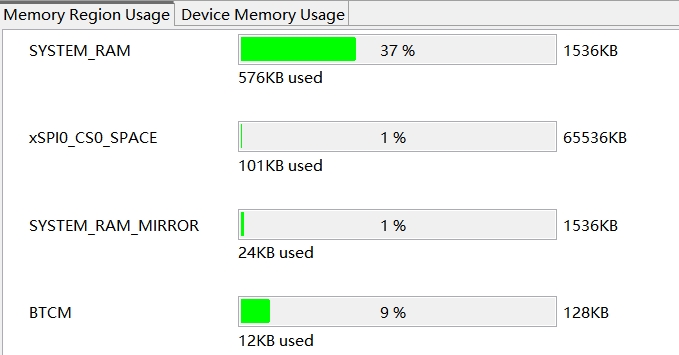 Memory Region Usage Device Memory Usage
SYSTEM_RAM 37 % 1536KB
576KB used
xSPI0_CS0_SPACE 1 % 65536KB
101KB used
SYSTEM_RAM_MIRROR 1 % 1536KB
24KB used
BTCM 9 % 128KB
12KB used